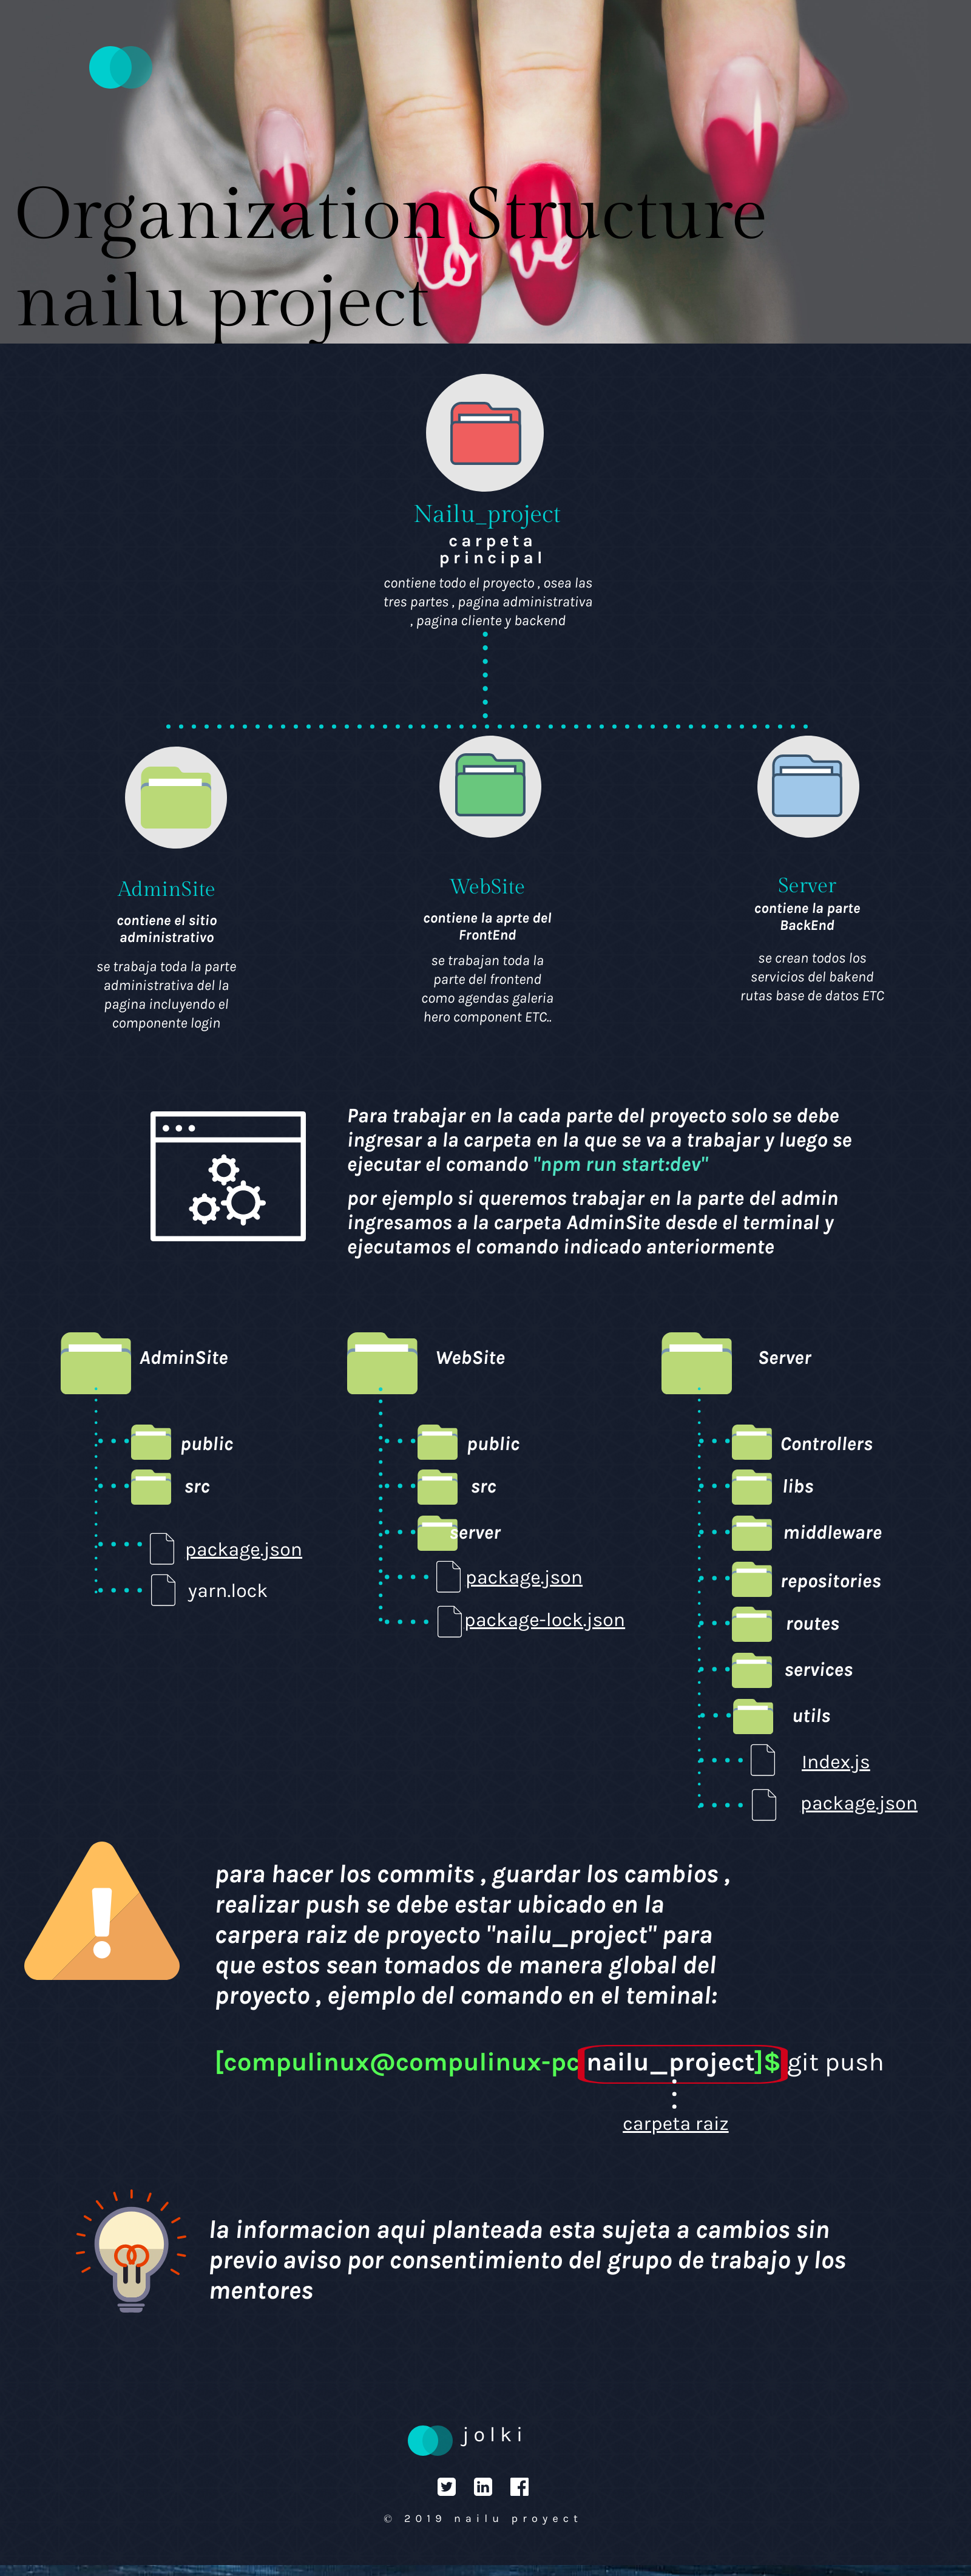 Organization Structure
nailu project
lo ve
Nailu_project
carpeta
principal
contiene todo el proyecto , osea las
tres partes , pagina administrativa
, pagina cliente y backend
AdminSite
contiene el sitio
administrativo
se trabaja toda la parte
administrativa del la
pagina incluyendo el
componente login
WebSite
contiene la aprte del
FrontEnd
se trabajan toda la
parte del frontend
como agendas galeria
hero component ETC..
Server
contiene la parte
BackEnd
se crean todos los
servicios del bakend
rutas base de datos ETC
Para trabajar en la cada parte del proyecto solo se debe
ingresar a la carpeta en la que se va a trabajar y luego se
ejecutar el comando "npm run start:dev"
por ejemplo si queremos trabajar en la parte del admin
ingresamos a la carpeta AdminSite desde el terminal y
ejecutamos el comando indicado anteriormente
AdminSite
public
src
package.json
yarn.lock
WebSite
public
src
server
package.json
package-lock.json
Server
Controllers
libs
middleware
repositories
routes
services
utils
Index.js
package.json
para hacer los commits , guardar los cambios ,
realizar push se debe estar ubicado en la
carpera raiz de proyecto "nailu_project" para
que estos sean tomados de manera global del
proyecto , ejemplo del comando en el teminal:
[compulinux@compulinux-pc nailu_project]$ git push
carpeta raiz
la informacion aqui planteada esta sujeta a cambios sin
previo aviso por consentimiento del grupo de trabajo y los
mentores
jolki
© 2019 nailu proyect